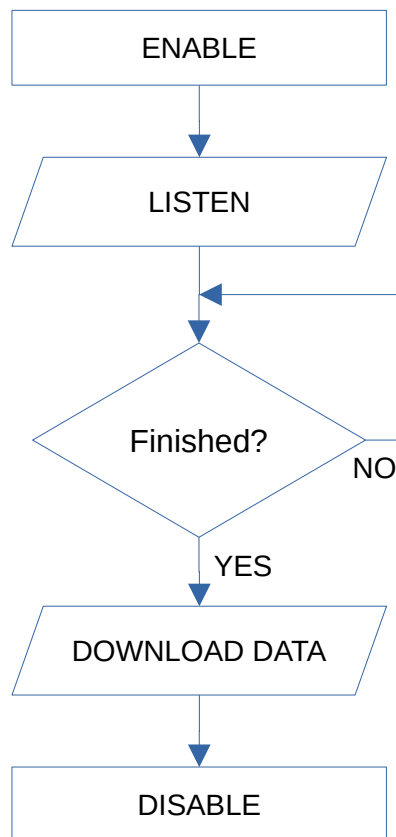 ENABLE
LISTEN
Finished?
NO
YES
DOWNLOAD DATA
DISABLE